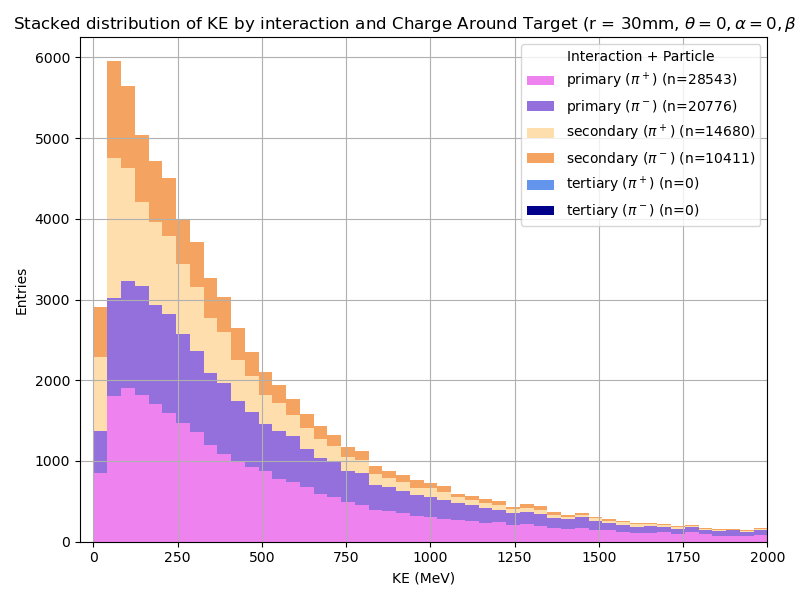 Stacked distribution of KE by interaction and Charge Around Target (r = 30mm, θ = 0, α = 0, β
Interaction + Particle
primary (π⁺) (n=28543)
primary (π⁻) (n=20776)
secondary (π⁺) (n=14680)
secondary (π⁻) (n=10411)
tertiary (π⁺) (n=0)
tertiary (π⁻) (n=0)
6000
5000
4000
3000
2000
1000
0
Entries
0 250 500 750 1000 1250 1500 1750 2000
KE (MeV)